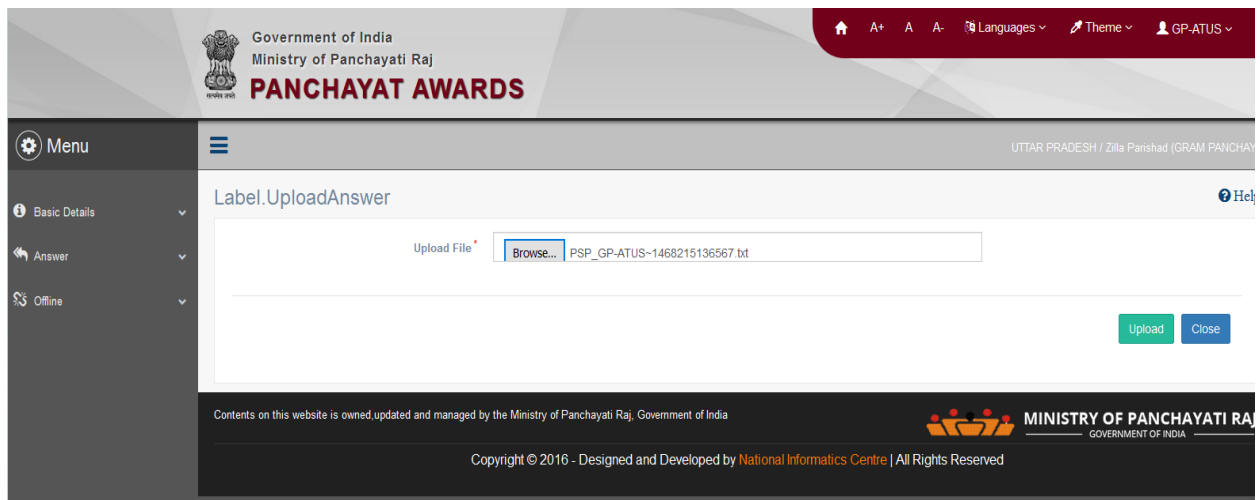 A+ A A- Languages Theme GP-ATUS
Government of India
Ministry of Panchayati Raj
PANCHAYAT AWARDS
सत्यमेव जयते
Menu
UTTAR PRADESH / Zilla Parishad (GRAM PANCHAY
Label.UploadAnswer
Help
Basic Details
Answer
Offline
Upload File*
Browse... PSP_GP-ATUS~1468215136567.txt
Upload Close
Contents on this website is owned,updated and managed by the Ministry of Panchayati Raj, Government of India
MINISTRY OF PANCHAYATI RAJ
GOVERNMENT OF INDIA
Copyright © 2016 - Designed and Developed by National Informatics Centre | All Rights Reserved